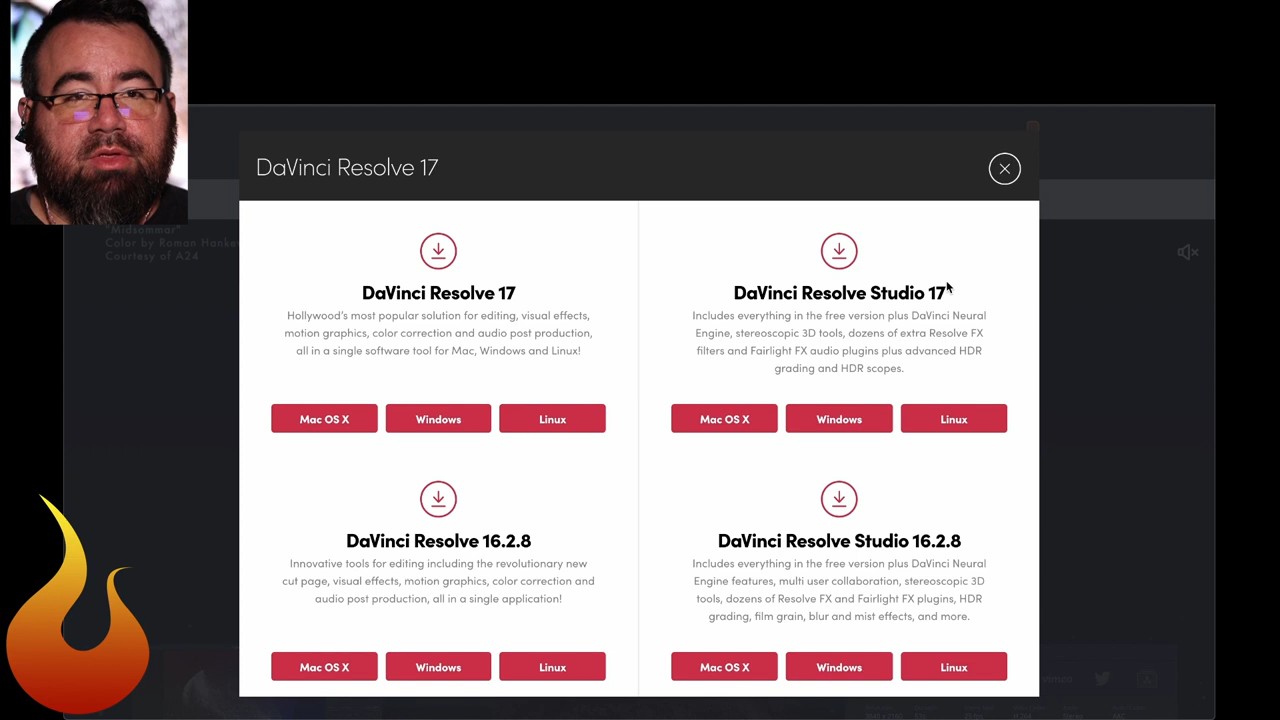 DaVinci Resolve 17
"Midsommar"
Color by Roman Hanke
Courtesy of A24
DaVinci Resolve 17
Hollywood's most popular solution for editing, visual effects,
motion graphics, color correction and audio post production,
all in a single software tool for Mac, Windows and Linux!
Mac OS X
Windows
Linux
DaVinci Resolve Studio 17
Includes everything in the free version plus DaVinci Neural
Engine, stereoscopic 3D tools, dozens of extra Resolve FX
filters and Fairlight FX audio plugins plus advanced HDR
grading and HDR scopes.
Mac OS X
Windows
Linux
DaVinci Resolve 16.2.8
Innovative tools for editing including the revolutionary new
cut page, visual effects, motion graphics, color correction and
audio post production, all in a single application!
Mac OS X
Windows
Linux
DaVinci Resolve Studio 16.2.8
Includes everything in the free version plus DaVinci Neural
Engine features, multi user collaboration, stereoscopic 3D
tools, dozens of Resolve FX and Fairlight FX plugins, HDR
grading, film grain, blur and mist effects, and more.
Mac OS X
Windows
Linux